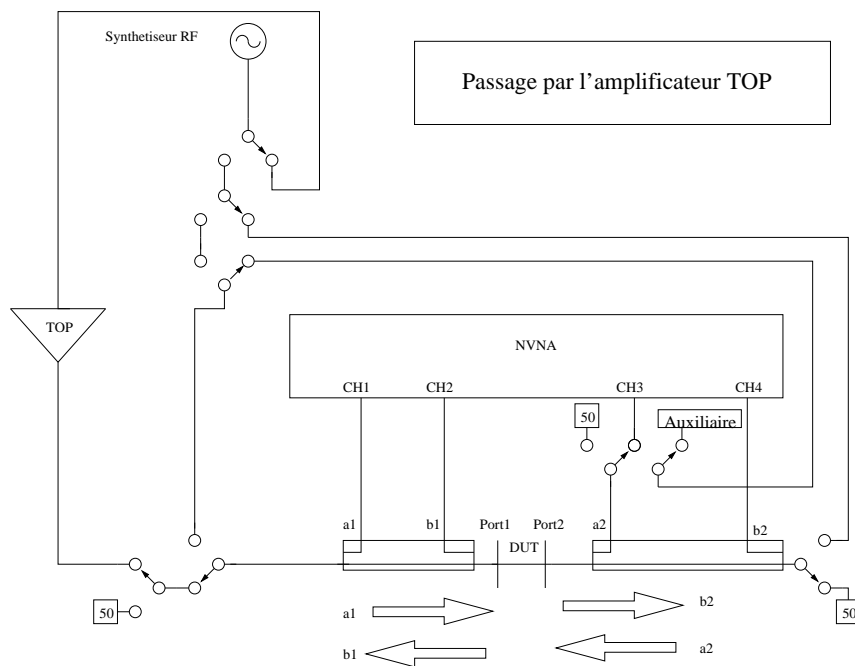 Synthetiseur RF
Passage par l'amplificateur TOP
TOP
NVNA
CH1
CH2
CH3
CH4
50
Auxiliaire
a1
b1
Port1
Port2
a2
b2
DUT
50
50
a1
b2
b1
a2